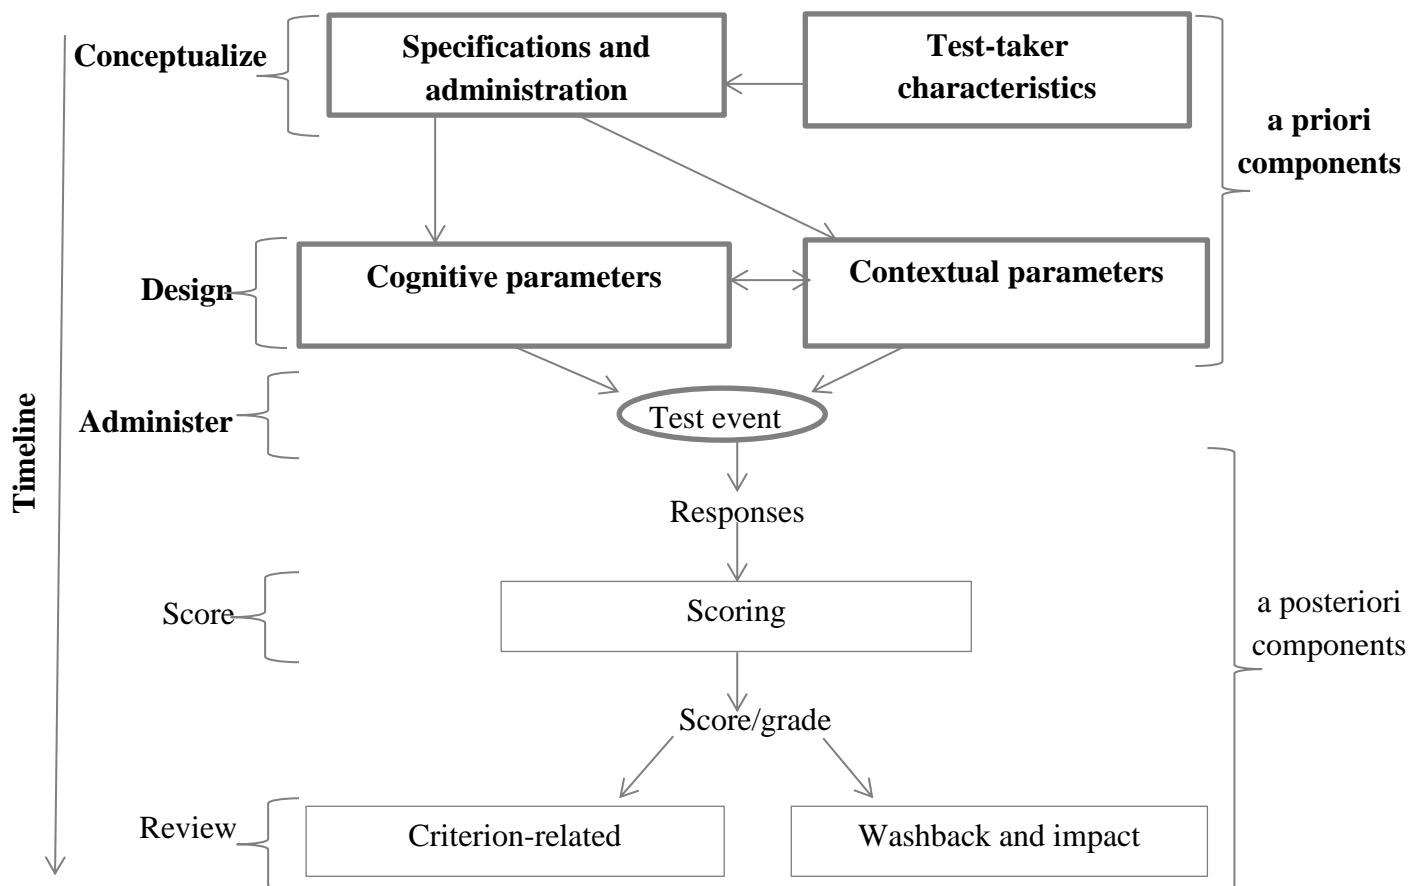 Conceptualize
Specifications and
administration
Test-taker
characteristics
a priori
components
Design
Cognitive parameters
Contextual parameters
Timeline
Administer
Test event
Responses
Score
Scoring
a posteriori
components
Score/grade
Review
Criterion-related
Washback and impact